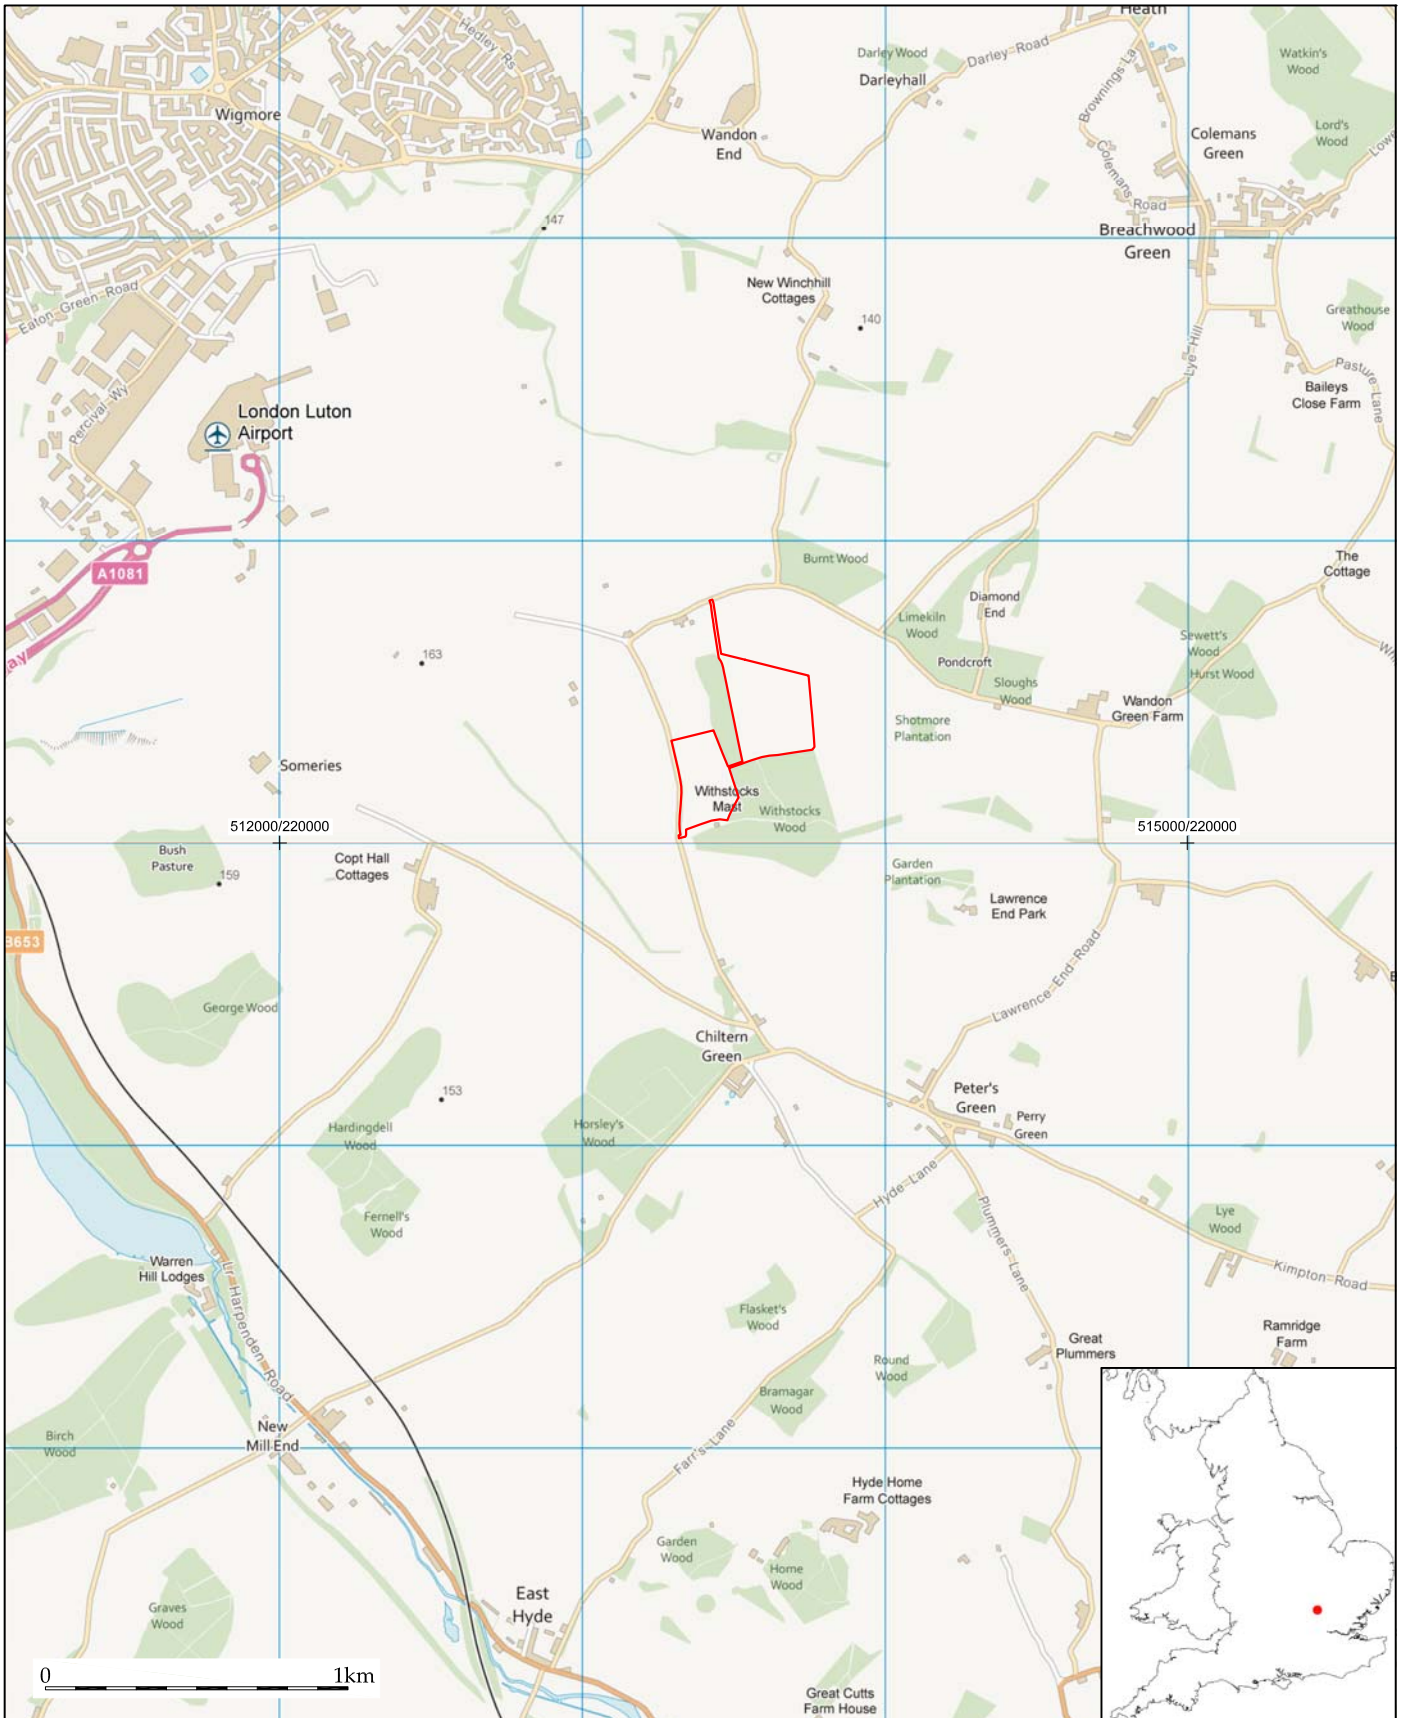 Heath
Hedley Rs
Darley Wood
Darleyhall
Darley Road
Watkin's
Wood
Brownings La
Wigmore
Wandon
End
Colemans
Green
Lord's
Wood
Colemans
Road
147
Breachwood
Green
New Winchhill
Cottages
140
Eaton Green Road
Greathouse
Wood
Lye Hill
Pasture Lane
Baileys
Close Farm
Percival Wy
London Luton
Airport
A1081
Burnt Wood
The
Cottage
Diamond
End
Limekiln
Wood
Sewett's
Wood
163
Pondcroft
Hurst Wood
Sloughs
Wood
Wandon
Green Farm
Shotmore
Plantation
Someries
Withstocks
Mast
Withstocks
Wood
512000/220000
515000/220000
Bush
Pasture
159
Copt Hall
Cottages
Garden
Plantation
Lawrence
End Park
B653
Lawrence End Road
George Wood
Chiltern
Green
153
Peter's
Green
Perry
Green
Hardingdell
Wood
Horsley's
Wood
Hyde Lane
Plummers Lane
Fernell's
Wood
Lye
Wood
Warren
Hill Lodges
Kimpton Road
Lr Harpenden Road
Flasket's
Wood
Ramridge
Farm
Great
Plummers
Round
Wood
Bramagar
Wood
New
Mill End
Birch
Wood
Farr's Lane
Hyde Home
Farm Cottages
Garden
Wood
Home
Wood
East
Hyde
Graves
Wood
0 1km
Great Cutts
Farm House